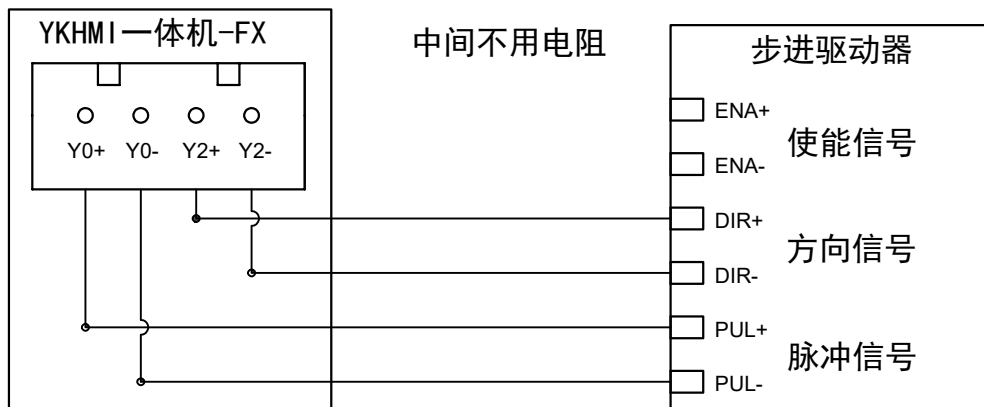 YKHMI一体机-FX
中间不用电阻
步进驱动器
Y0+ Y0- Y2+ Y2-
ENA+
使能信号
ENA-
DIR+
方向信号
DIR-
PUL+
脉冲信号
PUL-